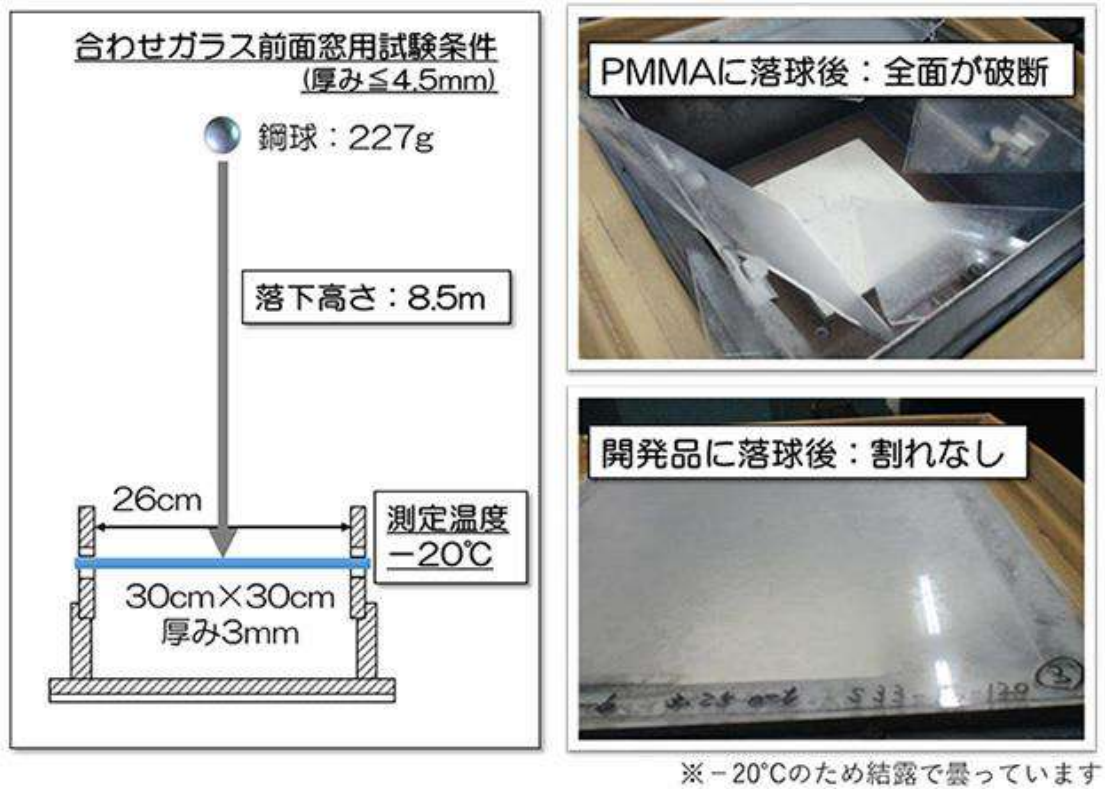 合わせガラス前面窓用試験条件
(厚み≦4.5mm)
鋼球：227g
落下高さ：8.5m
26cm
測定温度
－20℃
30cm×30cm
厚み3mm
PMMAに落球後：全面が破断
開発品に落球後：割れなし
※－20℃のため結露で曇っています